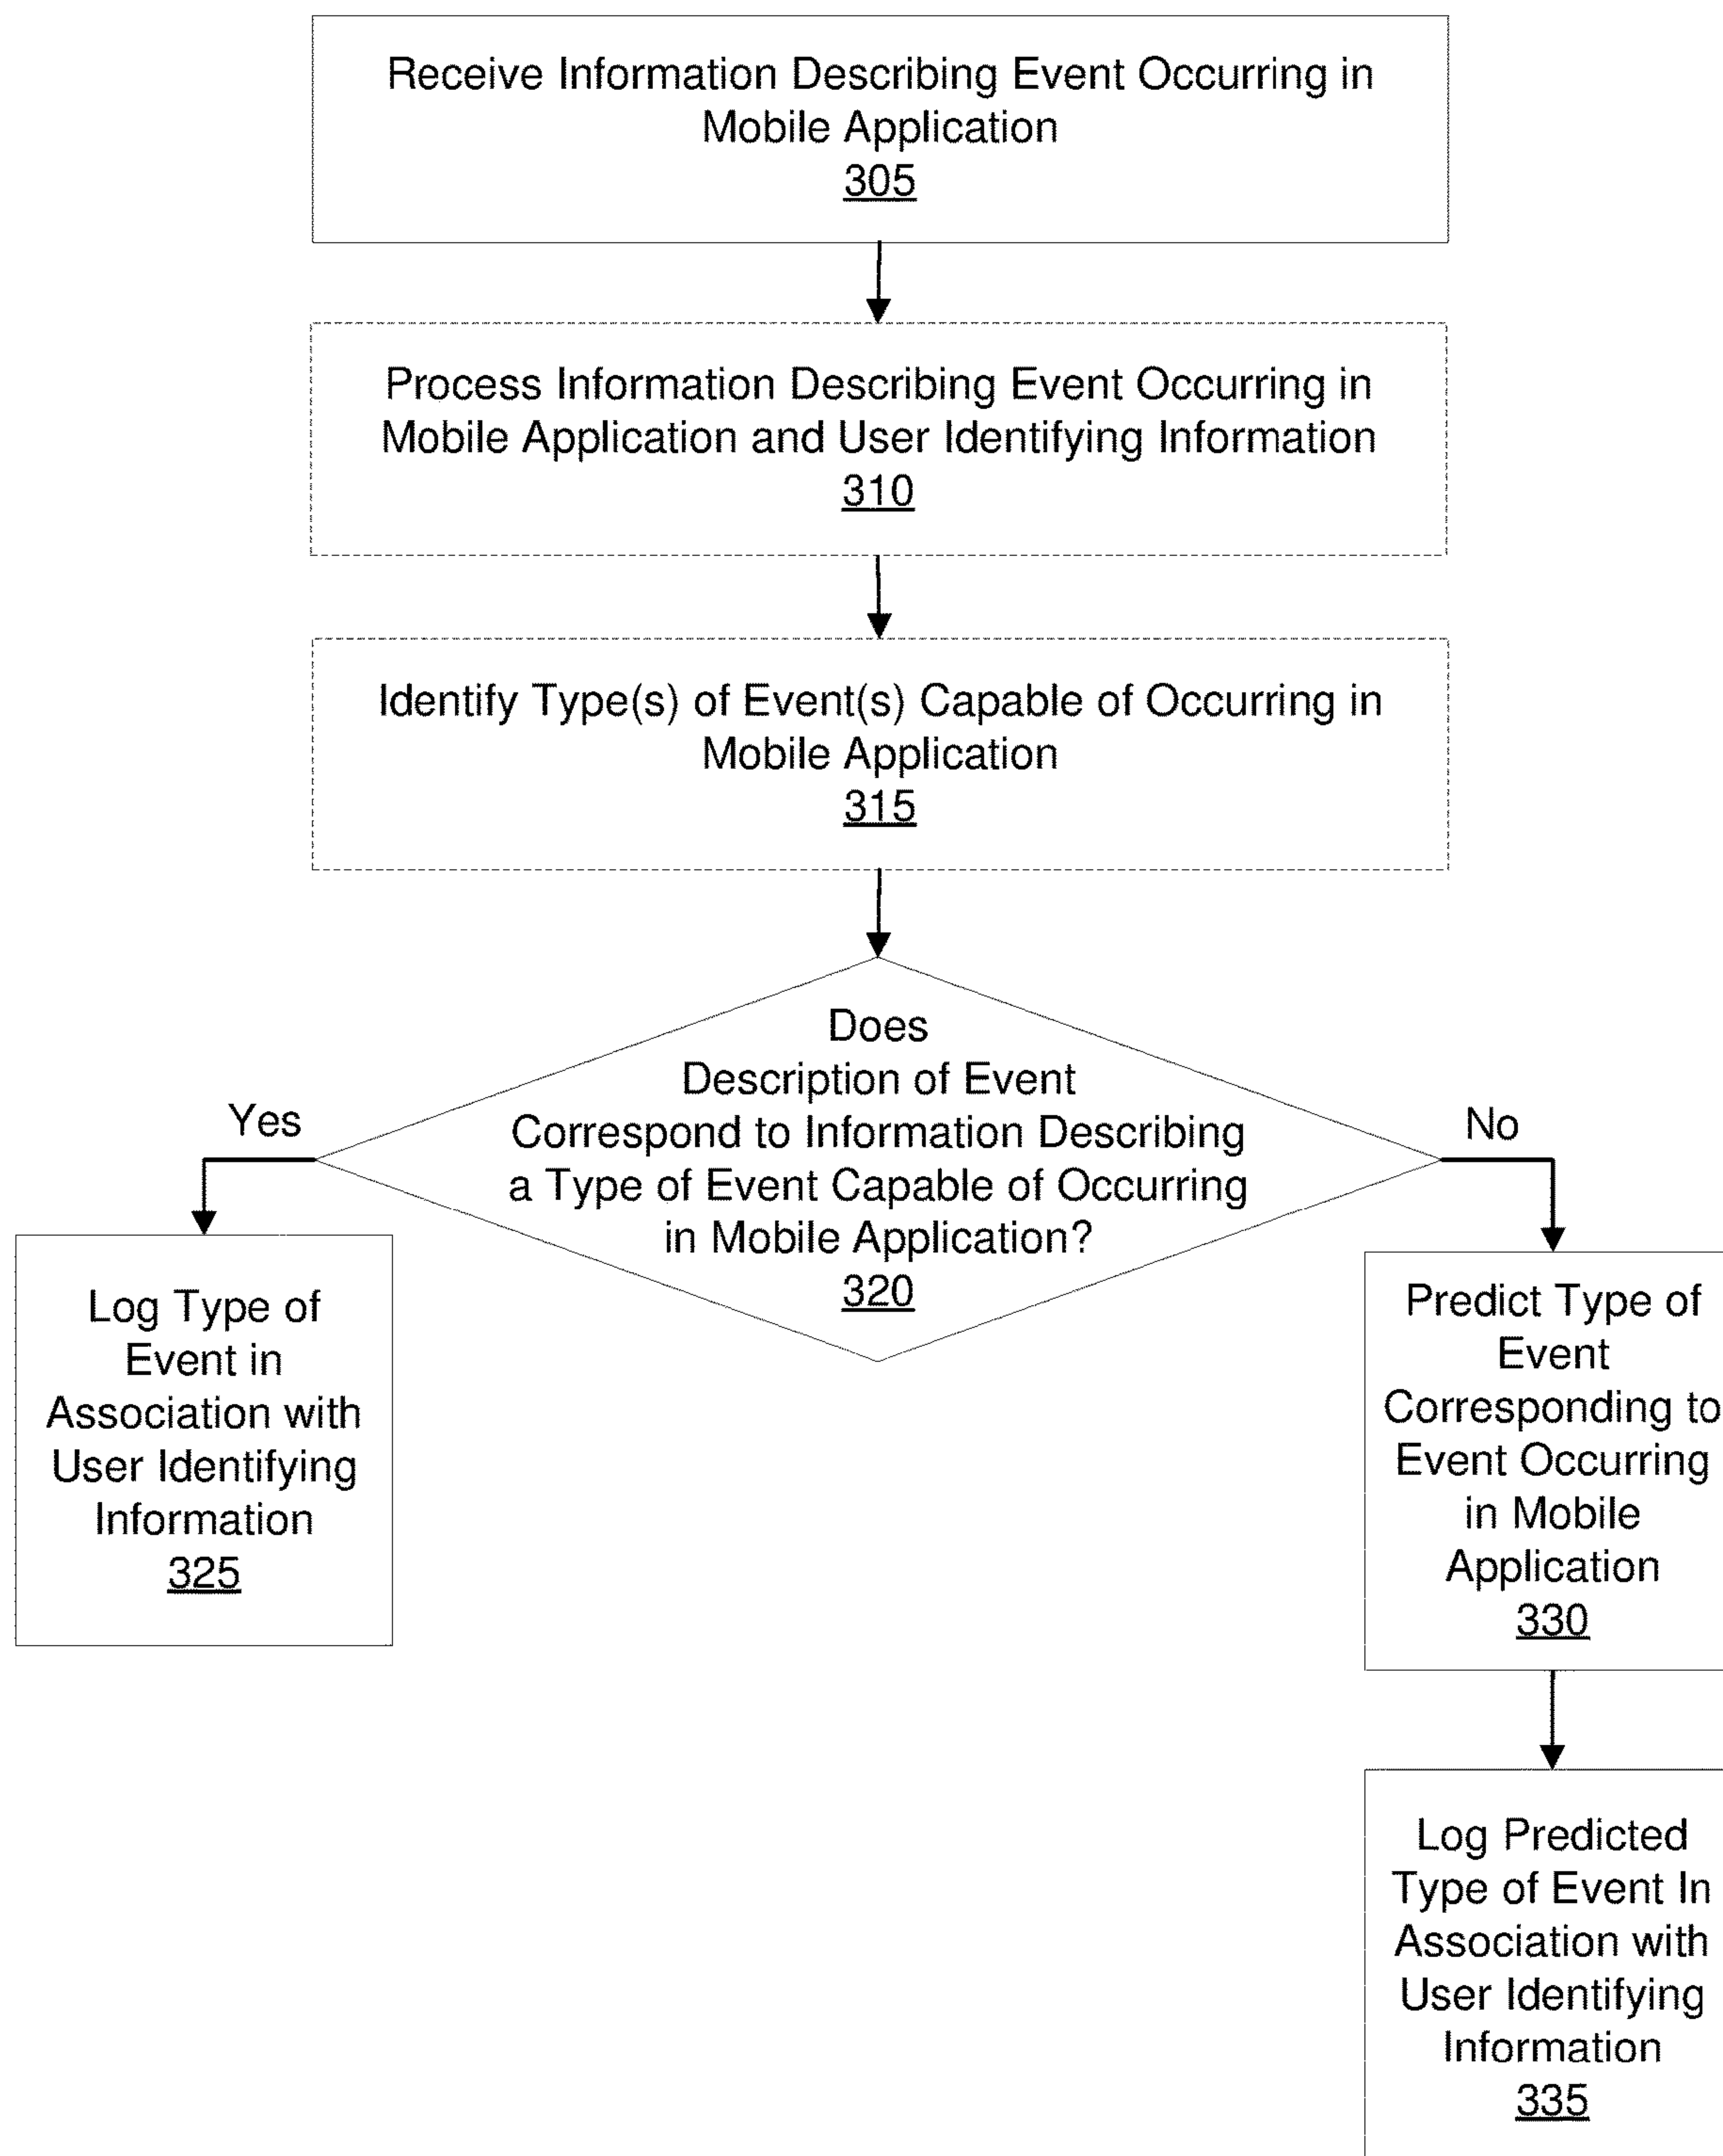 Receive Information Describing Event Occurring in
Mobile Application
305
Process Information Describing Event Occurring in
Mobile Application and User Identifying Information
310
Identify Type(s) of Event(s) Capable of Occurring in
Mobile Application
315
Does
Description of Event
Correspond to Information Describing
a Type of Event Capable of Occurring
in Mobile Application?
320
Yes
No
Log Type of
Event in
Association with
User Identifying
Information
325
Predict Type of
Event
Corresponding to
Event Occurring
in Mobile
Application
330
Log Predicted
Type of Event In
Association with
User Identifying
Information
335